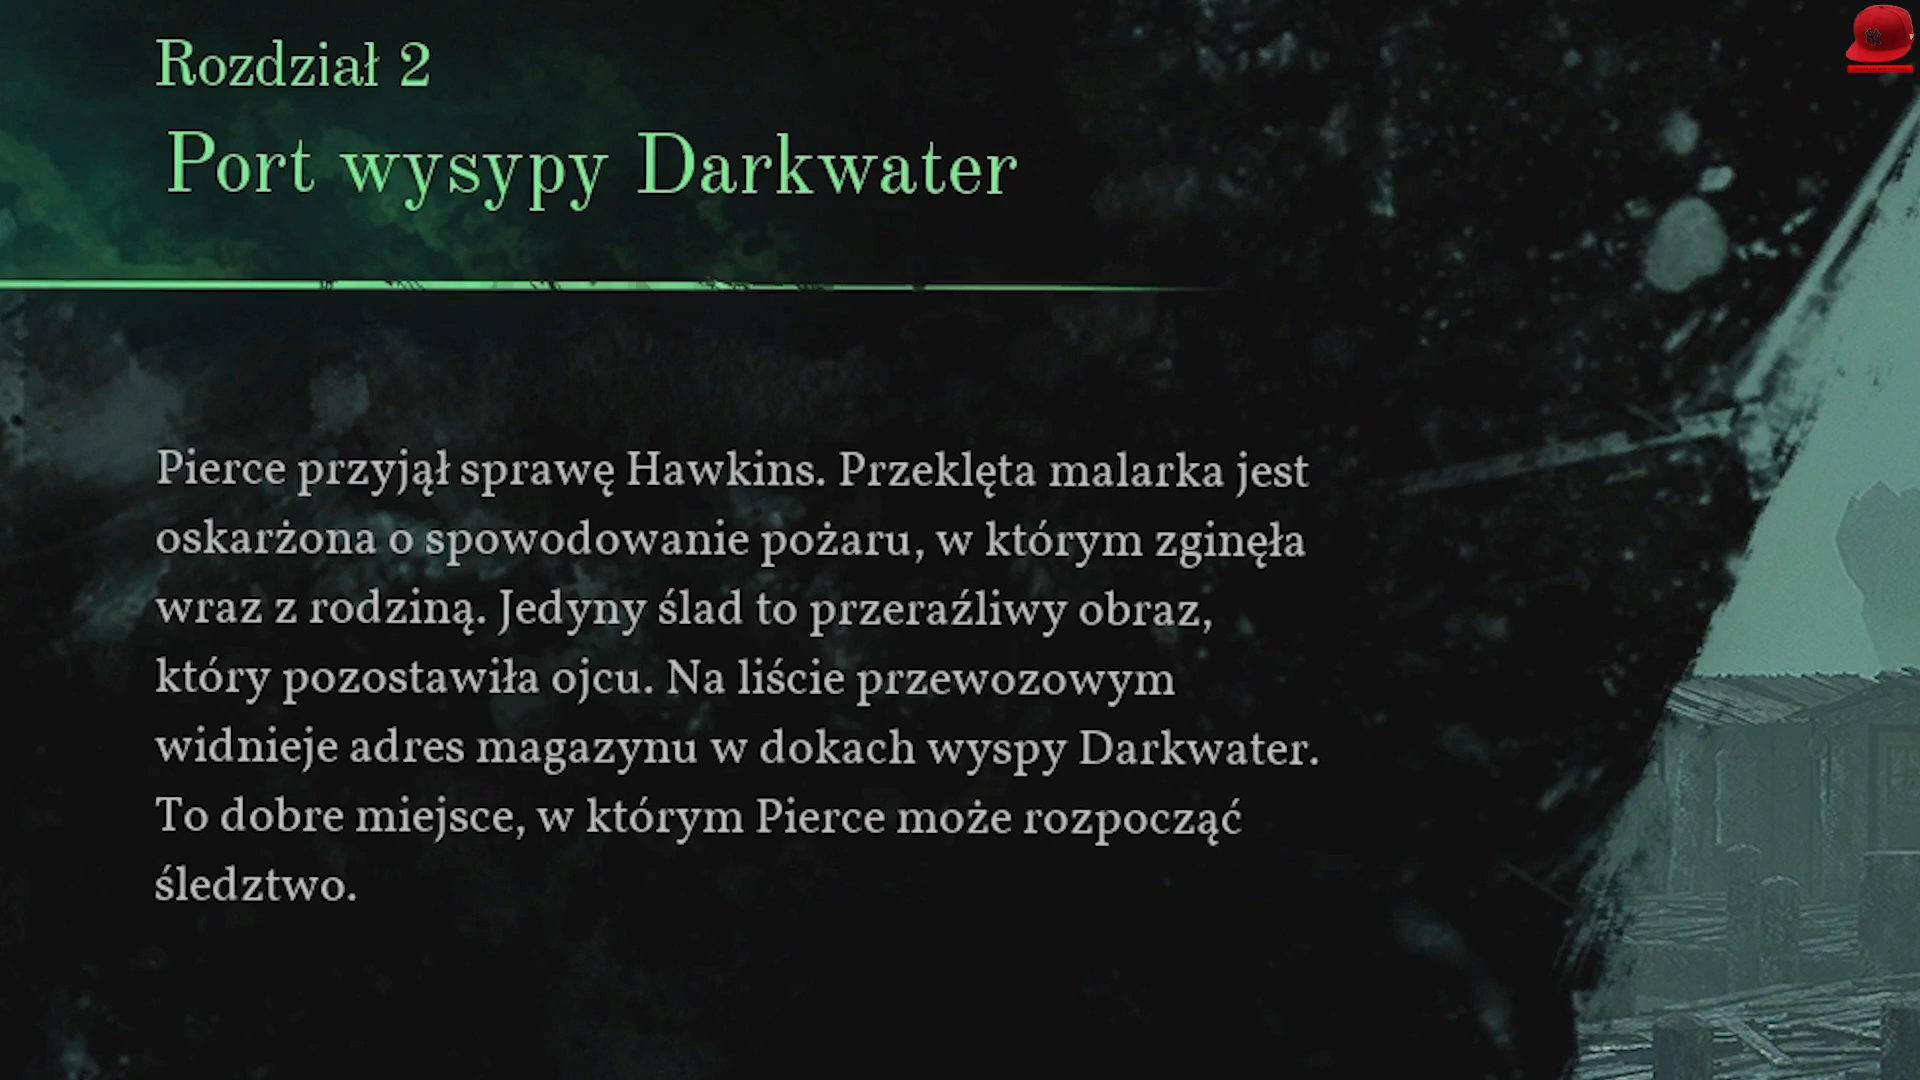 Rozdział 2
Port wysypy Darkwater
Pierce przyjął sprawę Hawkins. Przeklęta malarka jest
oskarżona o spowodowanie pożaru, w którym zginęła
wraz z rodziną. Jedyny ślad to przeraźliwy obraz,
który pozostawiła ojcu. Na liście przewozowym
widnieje adres magazynu w dokach wyspy Darkwater.
To dobre miejsce, w którym Pierce może rozpocząć
śledztwo.